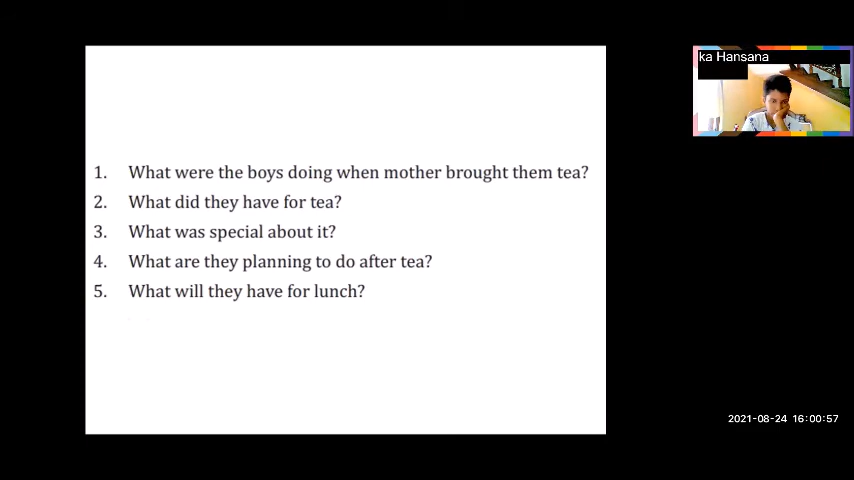 1. What were the boys doing when mother brought them tea?
2. What did they have for tea?
3. What was special about it?
4. What are they planning to do after tea?
5. What will they have for lunch?
ka Hansana
2021-08-24 16:00:57